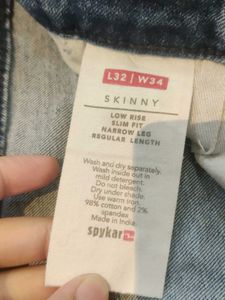 L32 | W34
SKINNY
LOW RISE
SLIM FIT
NARROW LEG
REGULAR LENGTH
Wash and dry separately.
Wash inside out in
mild detergent.
Do not bleach.
Dry under shade.
Use warm iron.
98% cotton and 2%
spandex
Made in India.
spykar